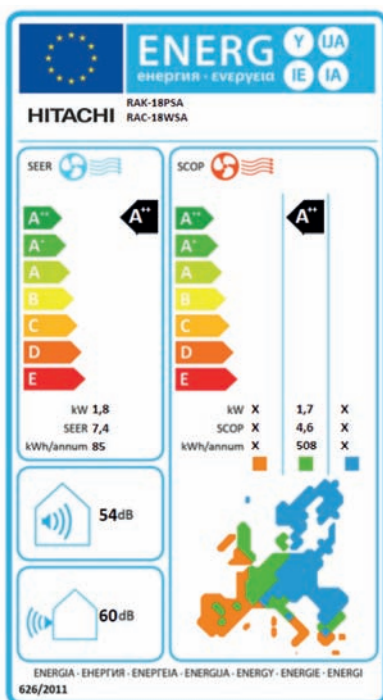 ENERG Y IJA
енергия · ενεργεια IE IA
HITACHI
RAK-18PSA
RAC-18WSA
SEER
A++
A++
A+
A
B
C
D
E
kW 1,8
SEER 7,4
kWh/annum 85
SCOP
A++
A++
A+
A
B
C
D
E
kW X 1,7 X
SCOP X 4,6 X
kWh/annum X 508 X
54dB
60dB
ENERGIA · ЕНЕРГИЯ · ΕΝΕΡΓΕΙΑ · ENERGIJA · ENERGY · ENERGIE · ENERGI
626/2011